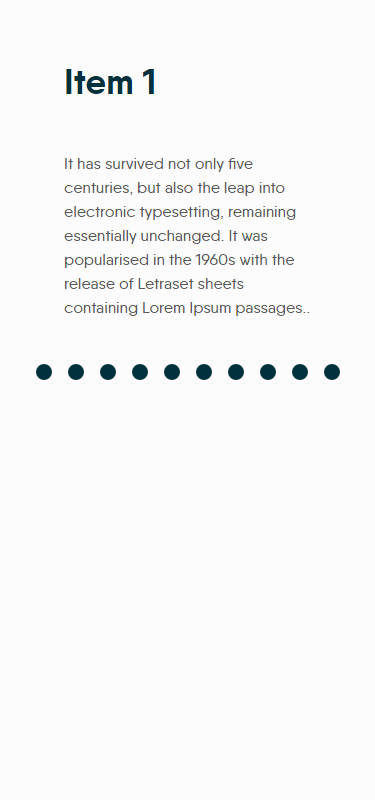 Item 1
It has survived not only five
centuries, but also the leap into
electronic typesetting, remaining
essentially unchanged. It was
popularised in the 1960s with the
release of Letraset sheets
containing Lorem Ipsum passages..